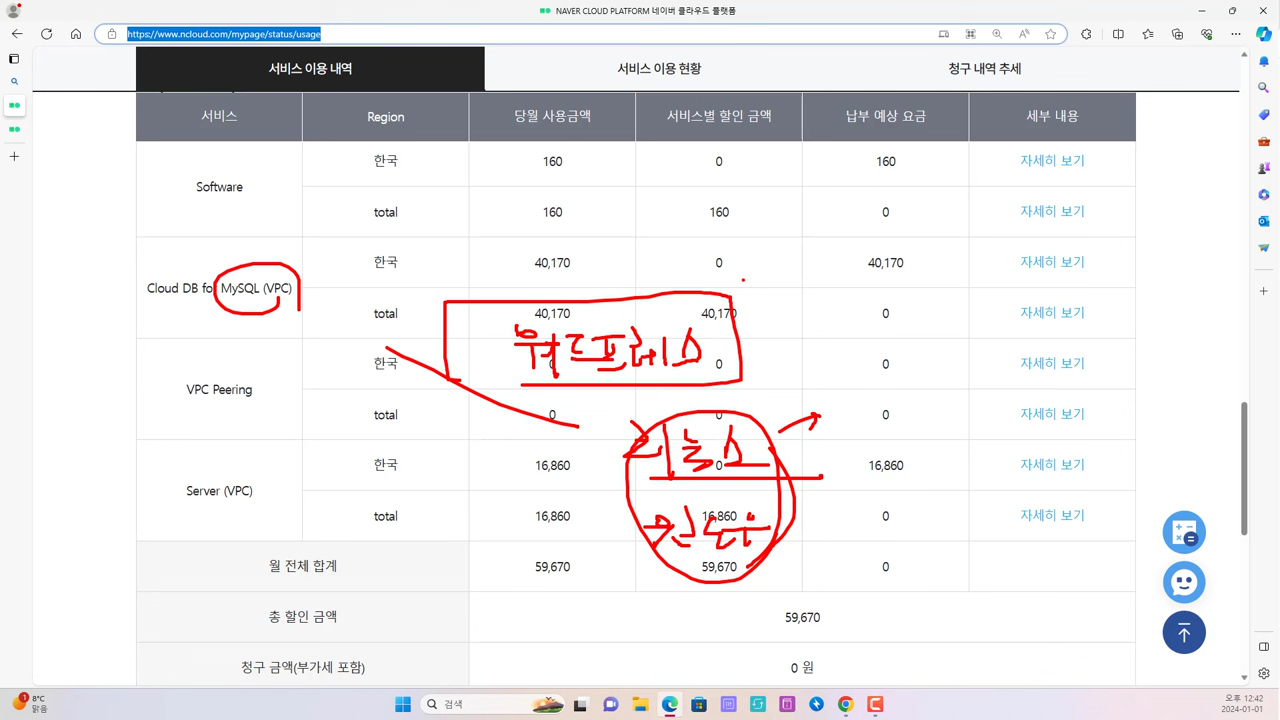 NAVER CLOUD PLATFORM 네이버 클라우드 플랫폼
https://www.ncloud.com/mypage/status/usage
서비스 이용 내역 서비스 이용 현황 청구 내역 추세
서비스 Region 당월 사용금액 서비스별 할인 금액 납부 예상 요금 세부 내용
Software 한국 160 0 160 자세히 보기
total 160 160 0 자세히 보기
Cloud DB for MySQL (VPC) 한국 40,170 0 40,170 자세히 보기
total 40,170 40,170 0 자세히 보기
워드프레스
VPC Peering 한국 0 0 0 자세히 보기
total 0 0 0 자세히 보기
리눅스
Server (VPC) 한국 16,860 0 16,860 자세히 보기
total 16,860 16,860 0 자세히 보기
윈도우
월 전체 합계 59,670 59,670 0
총 할인 금액 59,670
청구 금액(부가세 포함) 0 원
1
8°C
맑음
검색
오후 12:42
2024-01-01